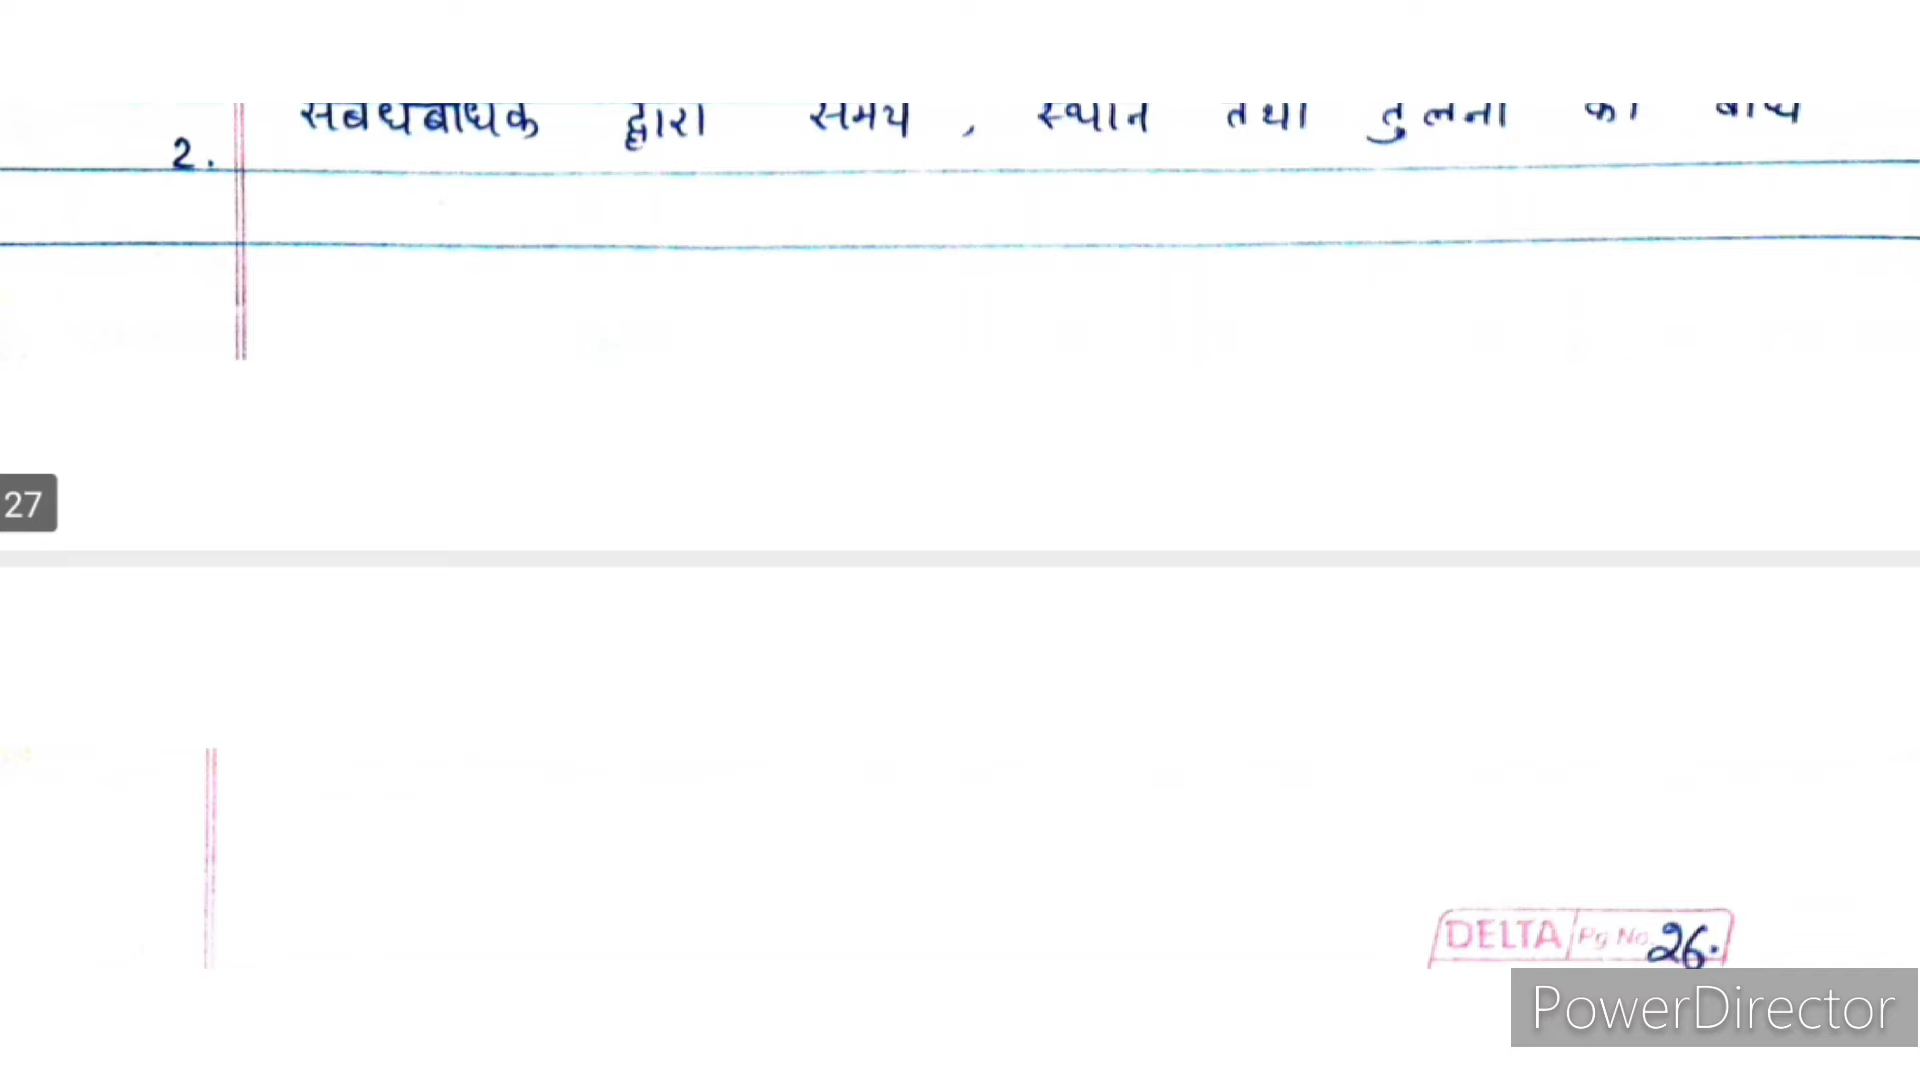 संबंधबोधक द्वारा समय , स्थान तथा तुलना का बोध
2.
27
DELTA Pg No. 26.
PowerDirector